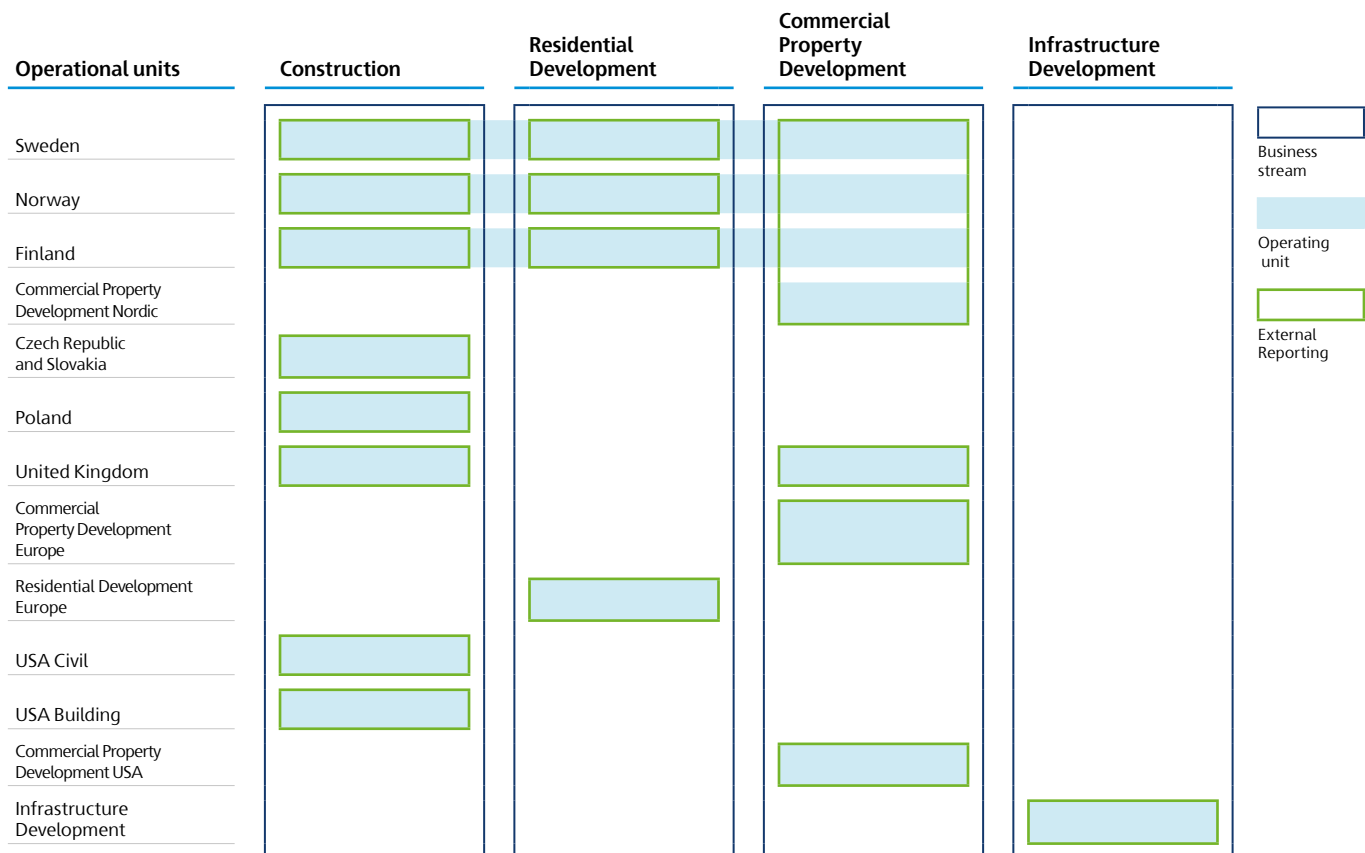 Operational units
Construction
Residential
Development
Commercial
Property
Development
Infrastructure
Development
Sweden
Norway
Finland
Commercial Property
Development Nordic
Czech Republic
and Slovakia
Poland
United Kingdom
Commercial
Property Development
Europe
Residential Development
Europe
USA Civil
USA Building
Commercial Property
Development USA
Infrastructure
Development
Business
stream
Operating
unit
External
Reporting